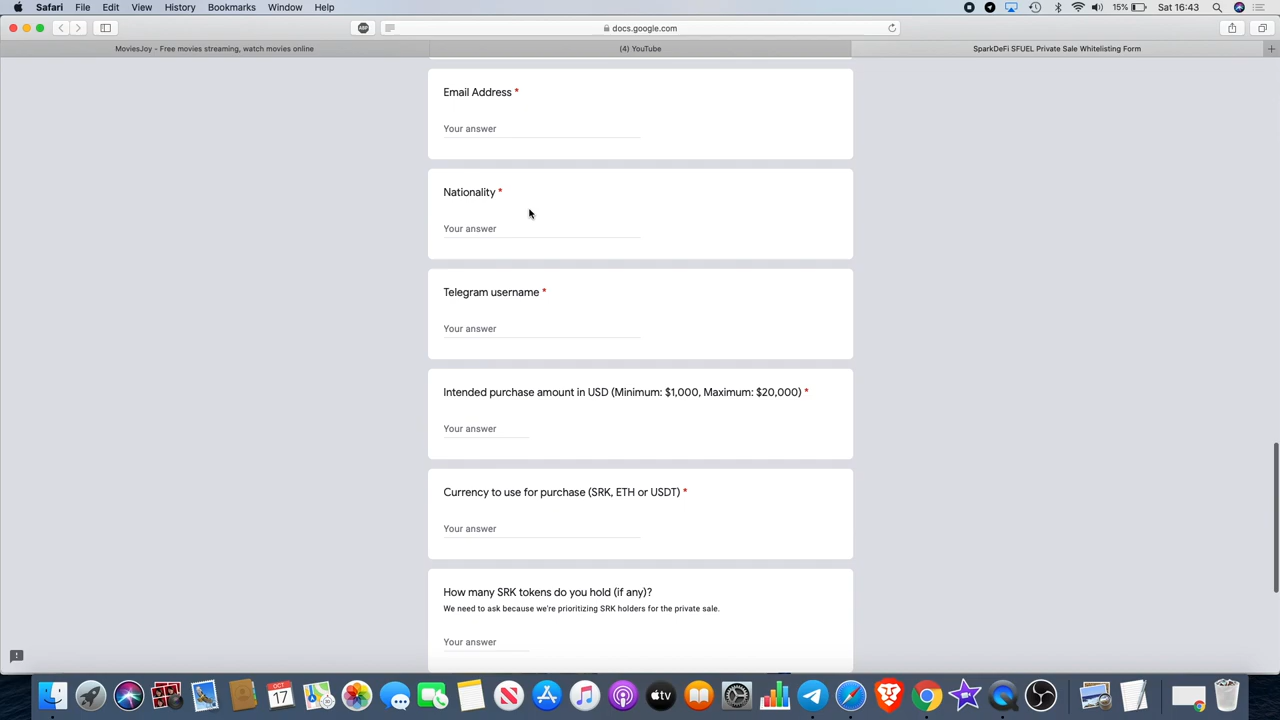 Safari File Edit View History Bookmarks Window Help 15% Sat 16:43
ABP docs.google.com
MoviesJoy - Free movies streaming, watch movies online (4) YouTube SparkDeFi SFUEL Private Sale Whitelisting Form
Email Address *
Your answer
Nationality *
Your answer
Telegram username *
Your answer
Intended purchase amount in USD (Minimum: $1,000, Maximum: $20,000) *
Your answer
Currency to use for purchase (SRK, ETH or USDT) *
Your answer
How many SRK tokens do you hold (if any)?
We need to ask because we're prioritizing SRK holders for the private sale.
Your answer
OCT
17
tv